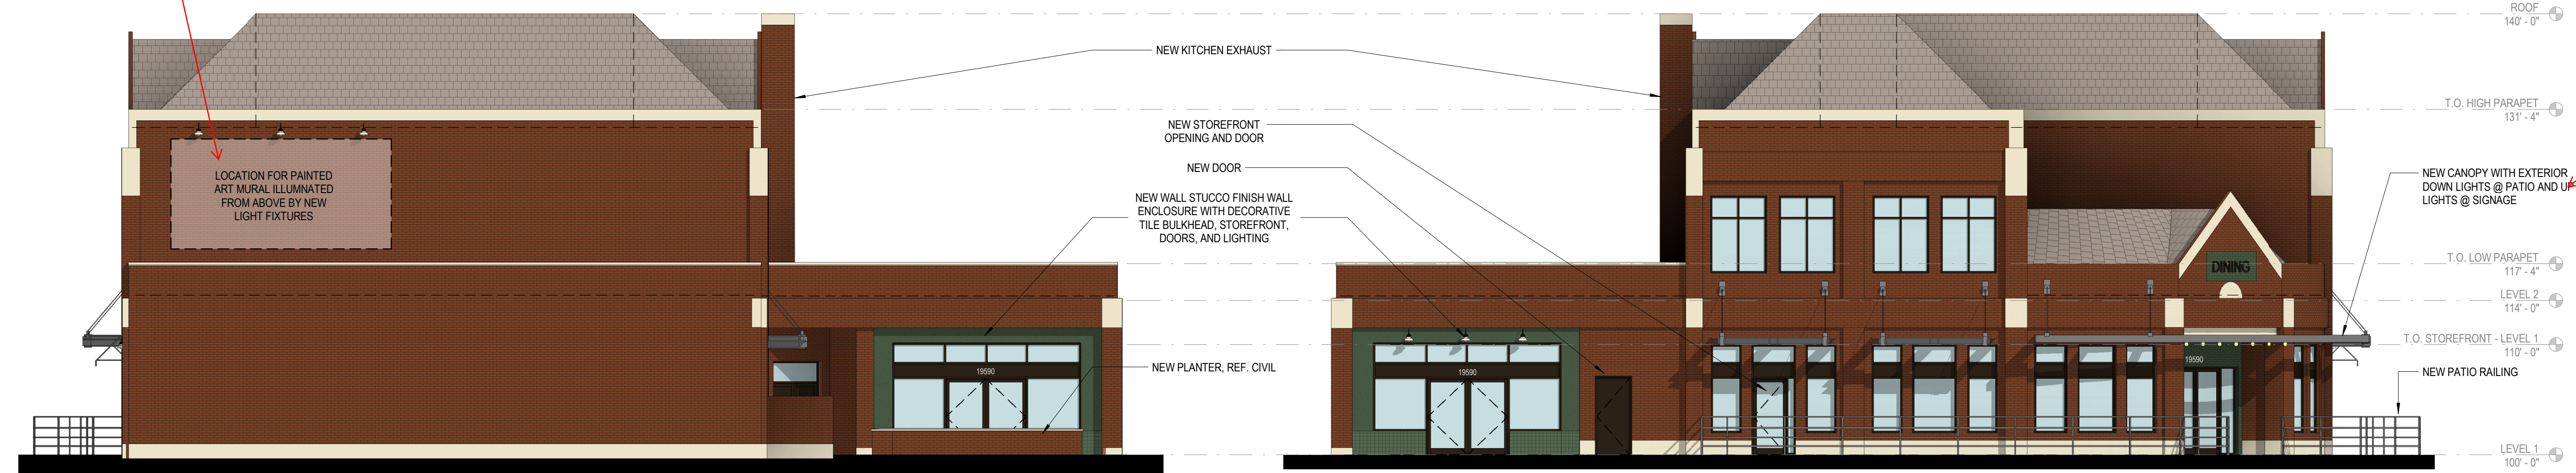 ROOF
140' - 0"
NEW KITCHEN EXHAUST
T.O. HIGH PARAPET
131' - 4"
NEW STOREFRONT
OPENING AND DOOR
NEW DOOR
LOCATION FOR PAINTED
ART MURAL ILLUMNATED
FROM ABOVE BY NEW
LIGHT FIXTURES
NEW CANOPY WITH EXTERIOR
DOWN LIGHTS @ PATIO AND UP
LIGHTS @ SIGNAGE
NEW WALL STUCCO FINISH WALL
ENCLOSURE WITH DECORATIVE
TILE BULKHEAD, STOREFRONT,
DOORS, AND LIGHTING
T.O. LOW PARAPET
117' - 4"
DINING
LEVEL 2
114' - 0"
T.O. STOREFRONT - LEVEL 1
110' - 0"
19590
19590
19590
NEW PLANTER, REF. CIVIL
NEW PATIO RAILING
LEVEL 1
100' - 0"